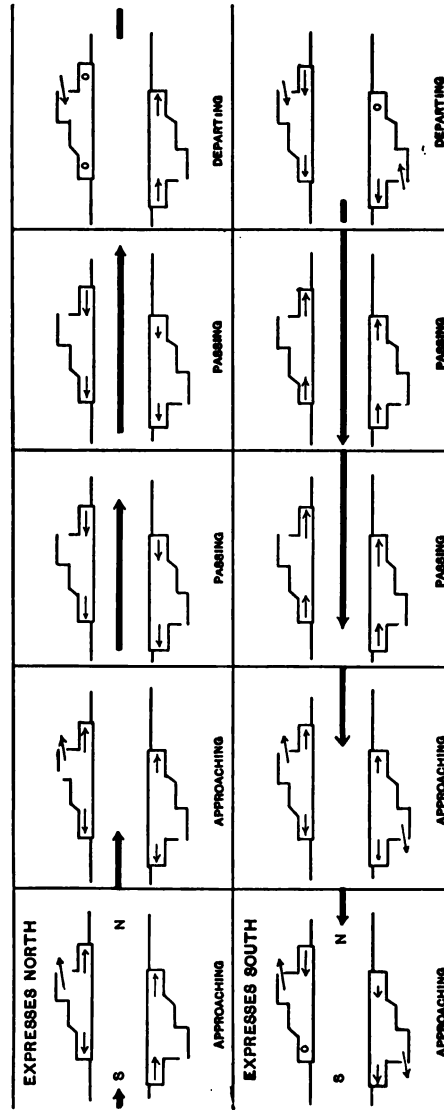 EXPRESSES NORTH
S N
APPROACHING APPROACHING PASSING PASSING DEPARTING
EXPRESSES SOUTH
S N
APPROACHING APPROACHING PASSING PASSING DEPARTING